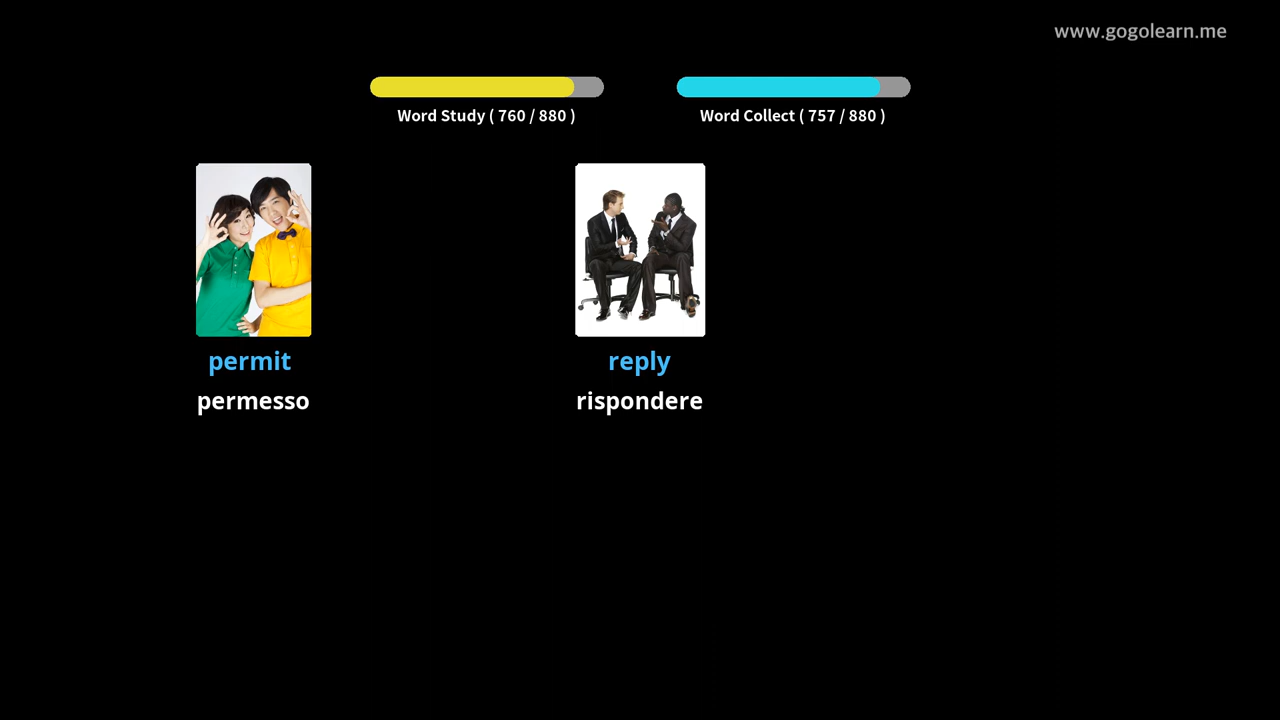 www.gogolearn.me
Word Study ( 760 / 880 )
Word Collect ( 757 / 880 )
permit
permesso
reply
rispondere